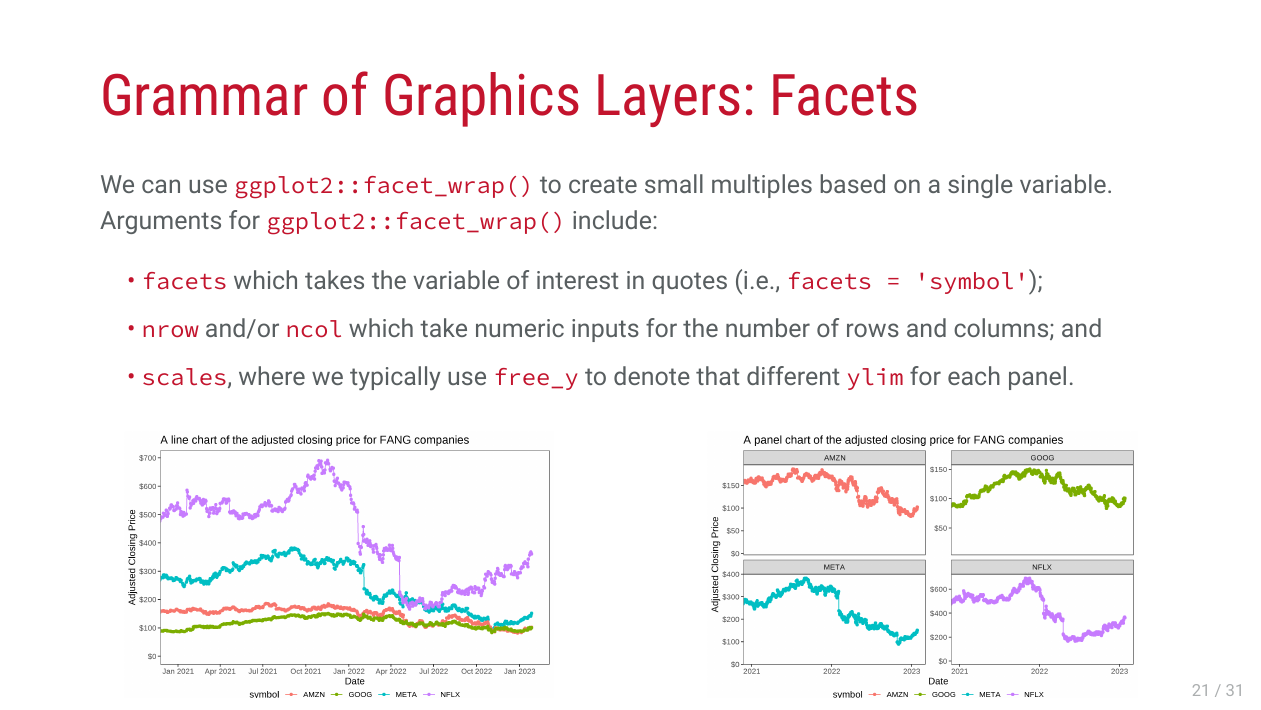 Grammar of Graphics Layers: Facets
We can use ggplot2::facet_wrap() to create small multiples based on a single variable.
Arguments for ggplot2::facet_wrap() include:
• facets which takes the variable of interest in quotes (i.e., facets = 'symbol');
• nrow and/or ncol which take numeric inputs for the number of rows and columns; and
• scales, where we typically use free_y to denote that different ylim for each panel.
A line chart of the adjusted closing price for FANG companies
Adjusted Closing Price
$700
$600
$500
$400
$300
$200
$100
$0
Jan 2021 Apr 2021 Jul 2021 Oct 2021 Jan 2022 Apr 2022 Jul 2022 Oct 2022 Jan 2023
Date
symbol AMZN GOOG META NFLX
A panel chart of the adjusted closing price for FANG companies
Adjusted Closing Price
AMZN
$150
$100
$50
$0
GOOG
$150
$100
$50
META
$400
$300
$200
$100
$0
2021 2022 2023
NFLX
$600
$400
$200
$0
2021 2022 2023
Date
symbol AMZN GOOG META NFLX
21 / 31